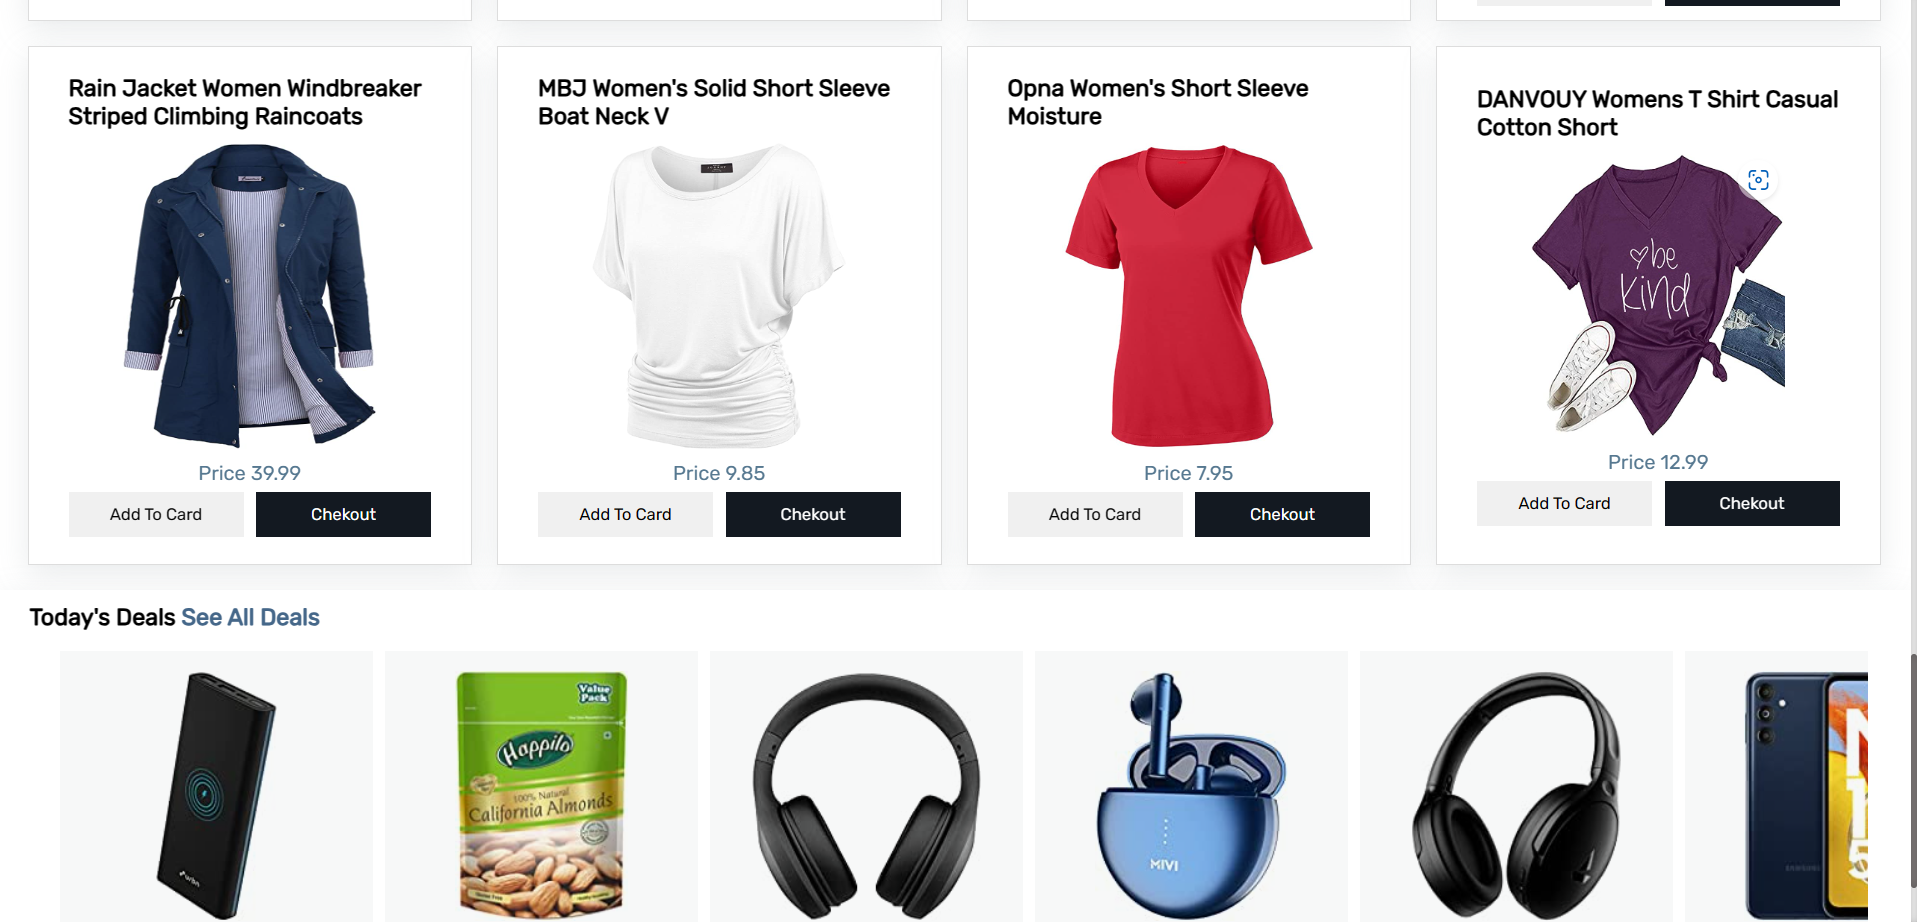 Rain Jacket Women Windbreaker
Striped Climbing Raincoats
Price 39.99
Add To Card
Chekout
MBJ Women's Solid Short Sleeve
Boat Neck V
Price 9.85
Add To Card
Chekout
Opna Women's Short Sleeve
Moisture
Price 7.95
Add To Card
Chekout
DANVOUY Womens T Shirt Casual
Cotton Short
be
kind
Price 12.99
Add To Card
Chekout
Today's Deals See All Deals
urbn
Value
Pack
Happilo
100% Natural
California Almonds
MIVI
SAMSUNG